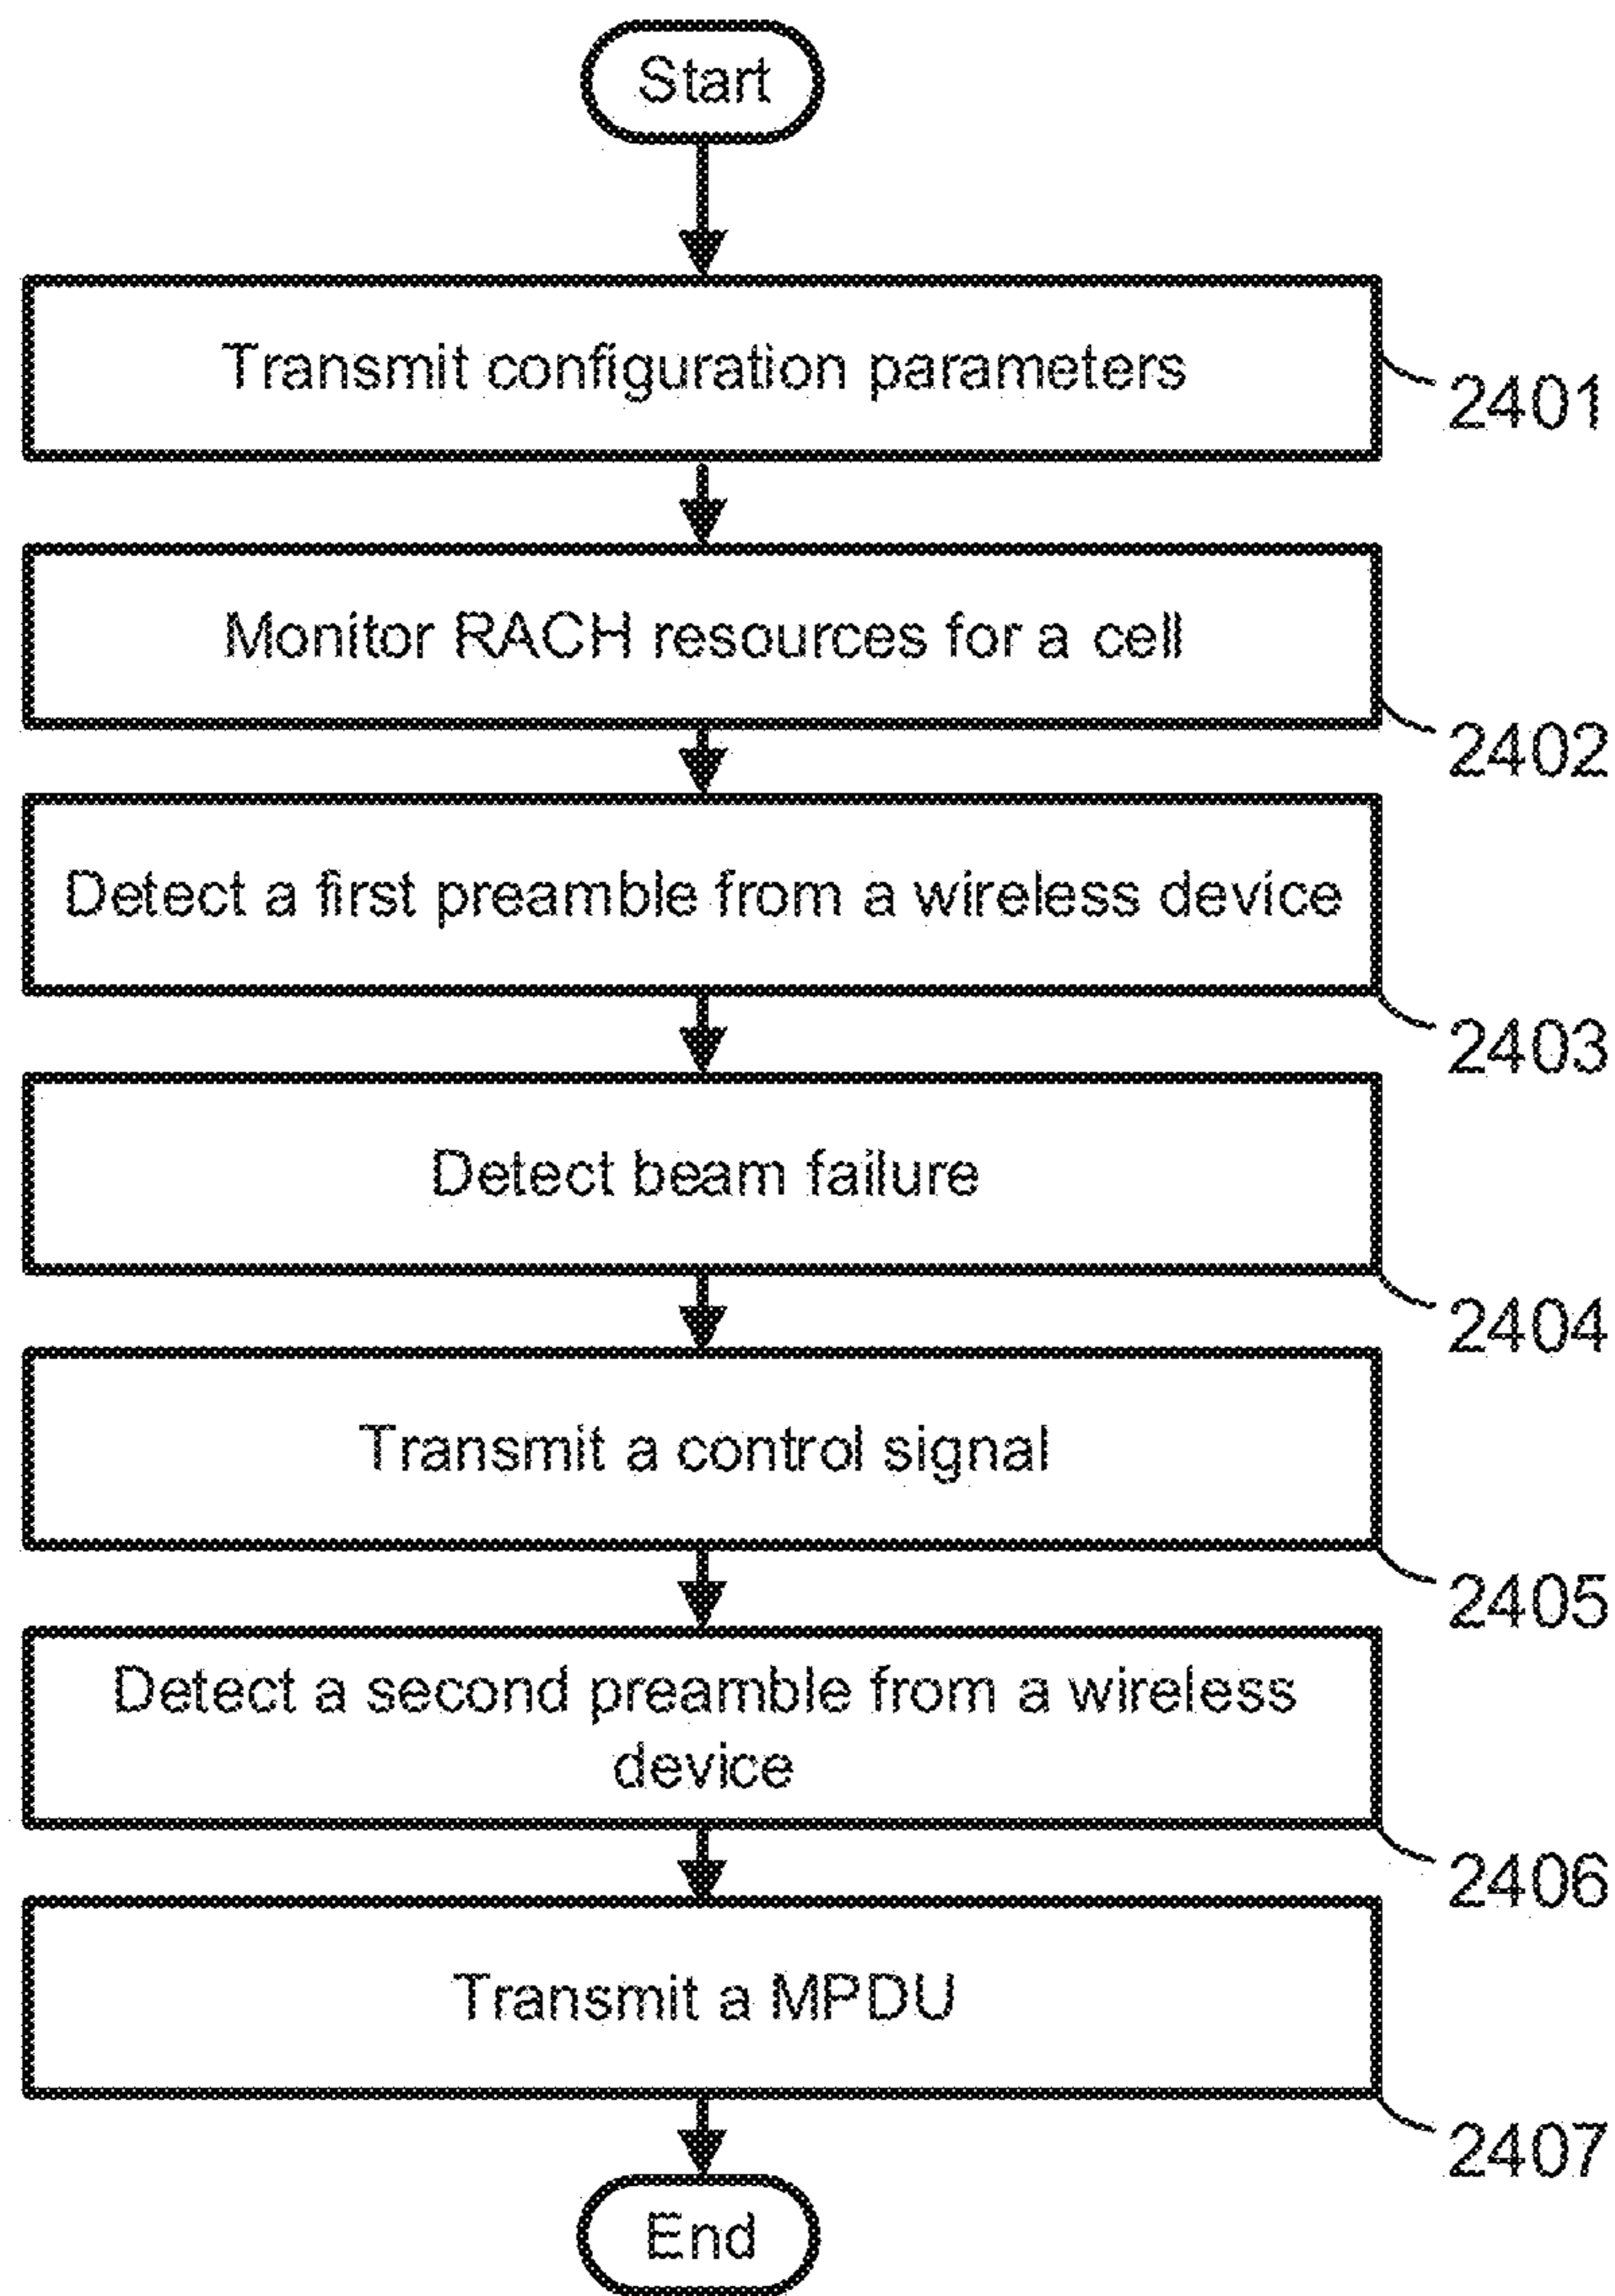 Start
Transmit configuration parameters
2401
Monitor RACH resources for a cell
2402
Detect a first preamble from a wireless device
2403
Detect beam failure
2404
Transmit a control signal
2405
Detect a second preamble from a wireless
device
2406
Transmit a MPDU
2407
End